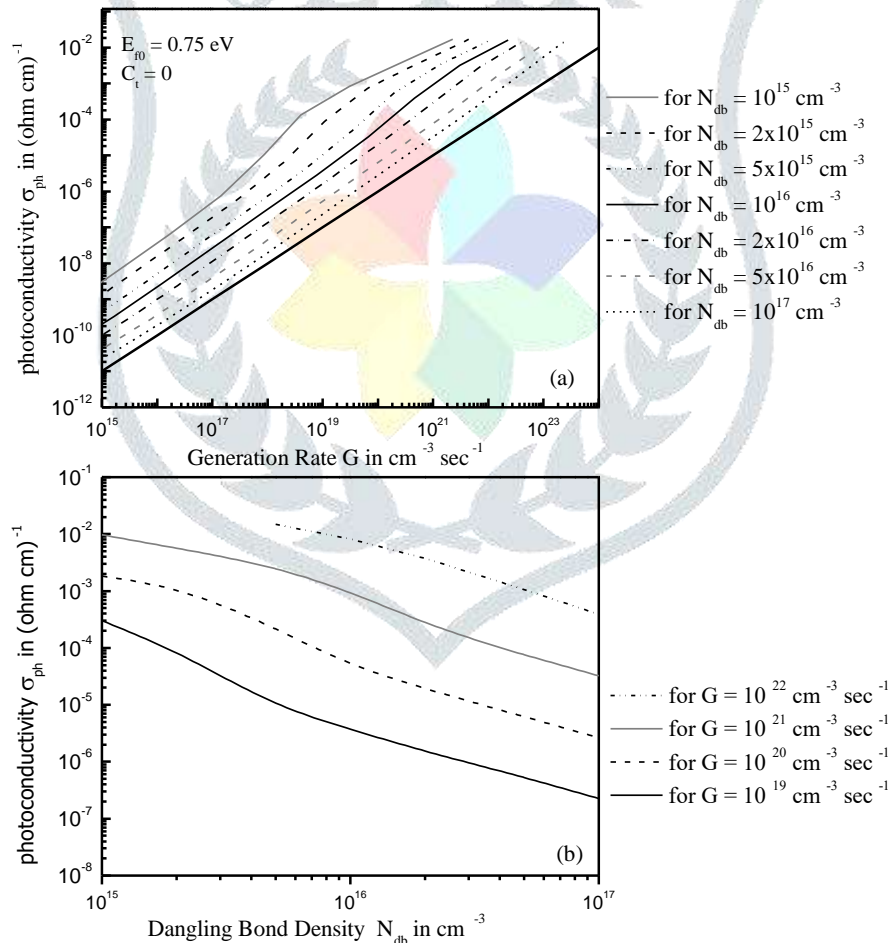 E_f0 = 0.75 eV
C_t = 0
photoconductivity σ_ph in (ohm cm)^-1
10^-2
10^-4
10^-6
10^-8
10^-10
10^-12
(a)
10^15
10^17
10^19
10^21
10^23
Generation Rate G in cm^-3 sec^-1
for N_db = 10^15 cm^-3
for N_db = 2x10^15 cm^-3
for N_db = 5x10^15 cm^-3
for N_db = 10^16 cm^-3
for N_db = 2x10^16 cm^-3
for N_db = 5x10^16 cm^-3
for N_db = 10^17 cm^-3
photoconductivity σ_ph in (ohm cm)^-1
10^-1
10^-2
10^-3
10^-4
10^-5
10^-6
10^-7
10^-8
(b)
10^15
10^16
10^17
Dangling Bond Density N_db in cm^-3
for G = 10^22 cm^-3 sec^-1
for G = 10^21 cm^-3 sec^-1
for G = 10^20 cm^-3 sec^-1
for G = 10^19 cm^-3 sec^-1